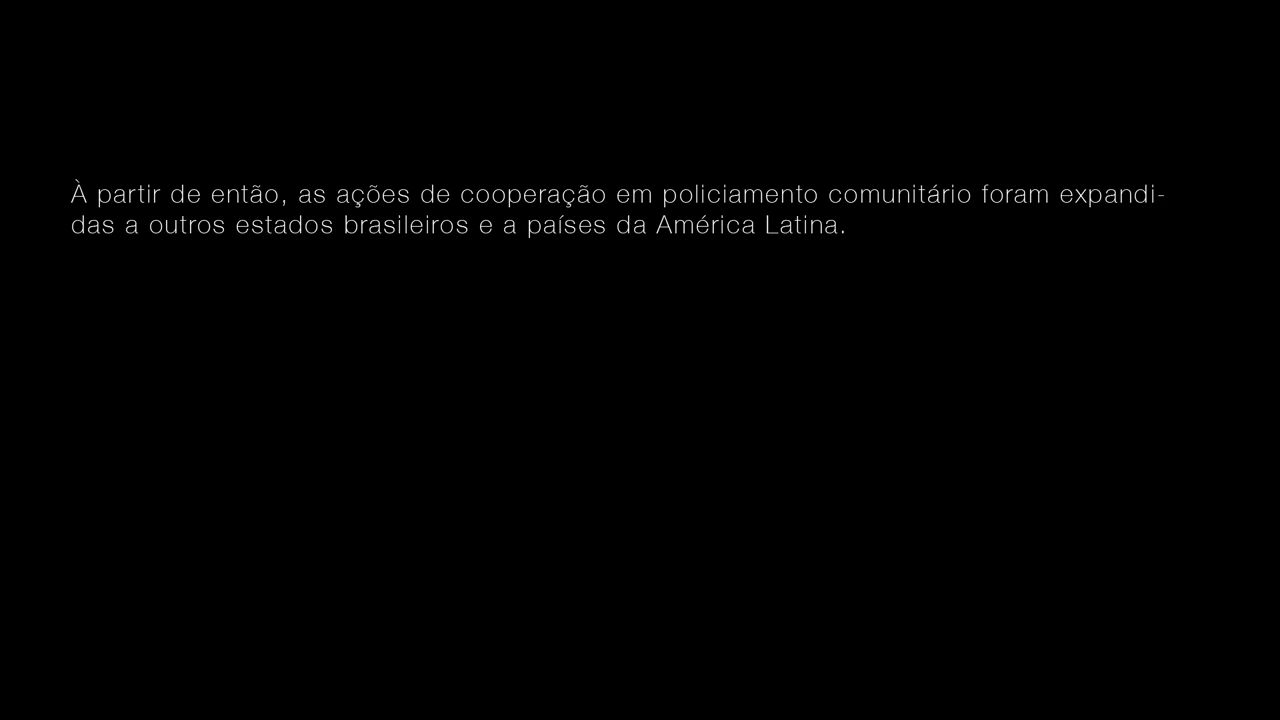 À partir de então, as ações de cooperação em policiamento comunitário foram expandi-
das a outros estados brasileiros e a países da América Latina.